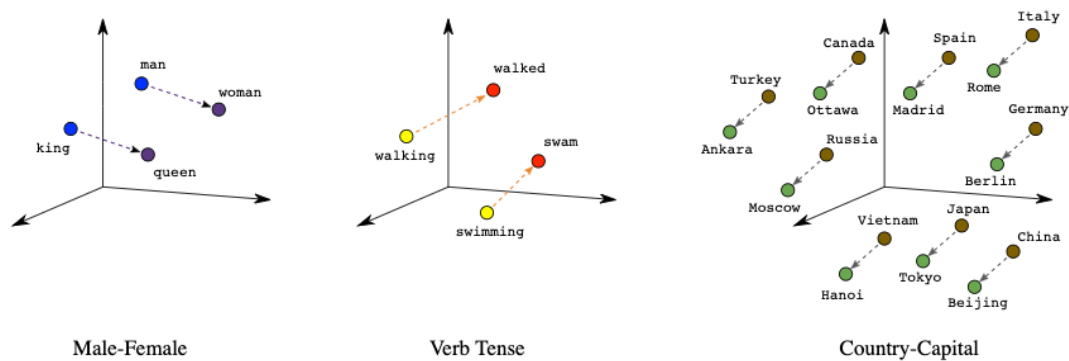 man
woman
king
queen
Male-Female
walked
walking
swam
swimming
Verb Tense
Italy
Canada
Spain
Rome
Turkey
Ottawa
Madrid
Germany
Ankara
Russia
Berlin
Moscow
Vietnam
Japan
China
Hanoi
Tokyo
Beijing
Country-Capital